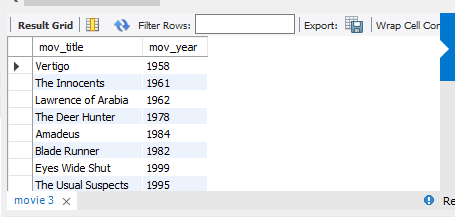 Result Grid Filter Rows: Export: Wrap Cell Con
mov_title mov_year
Vertigo 1958
The Innocents 1961
Lawrence of Arabia 1962
The Deer Hunter 1978
Amadeus 1984
Blade Runner 1982
Eyes Wide Shut 1999
The Usual Suspects 1995
movie 3 Re